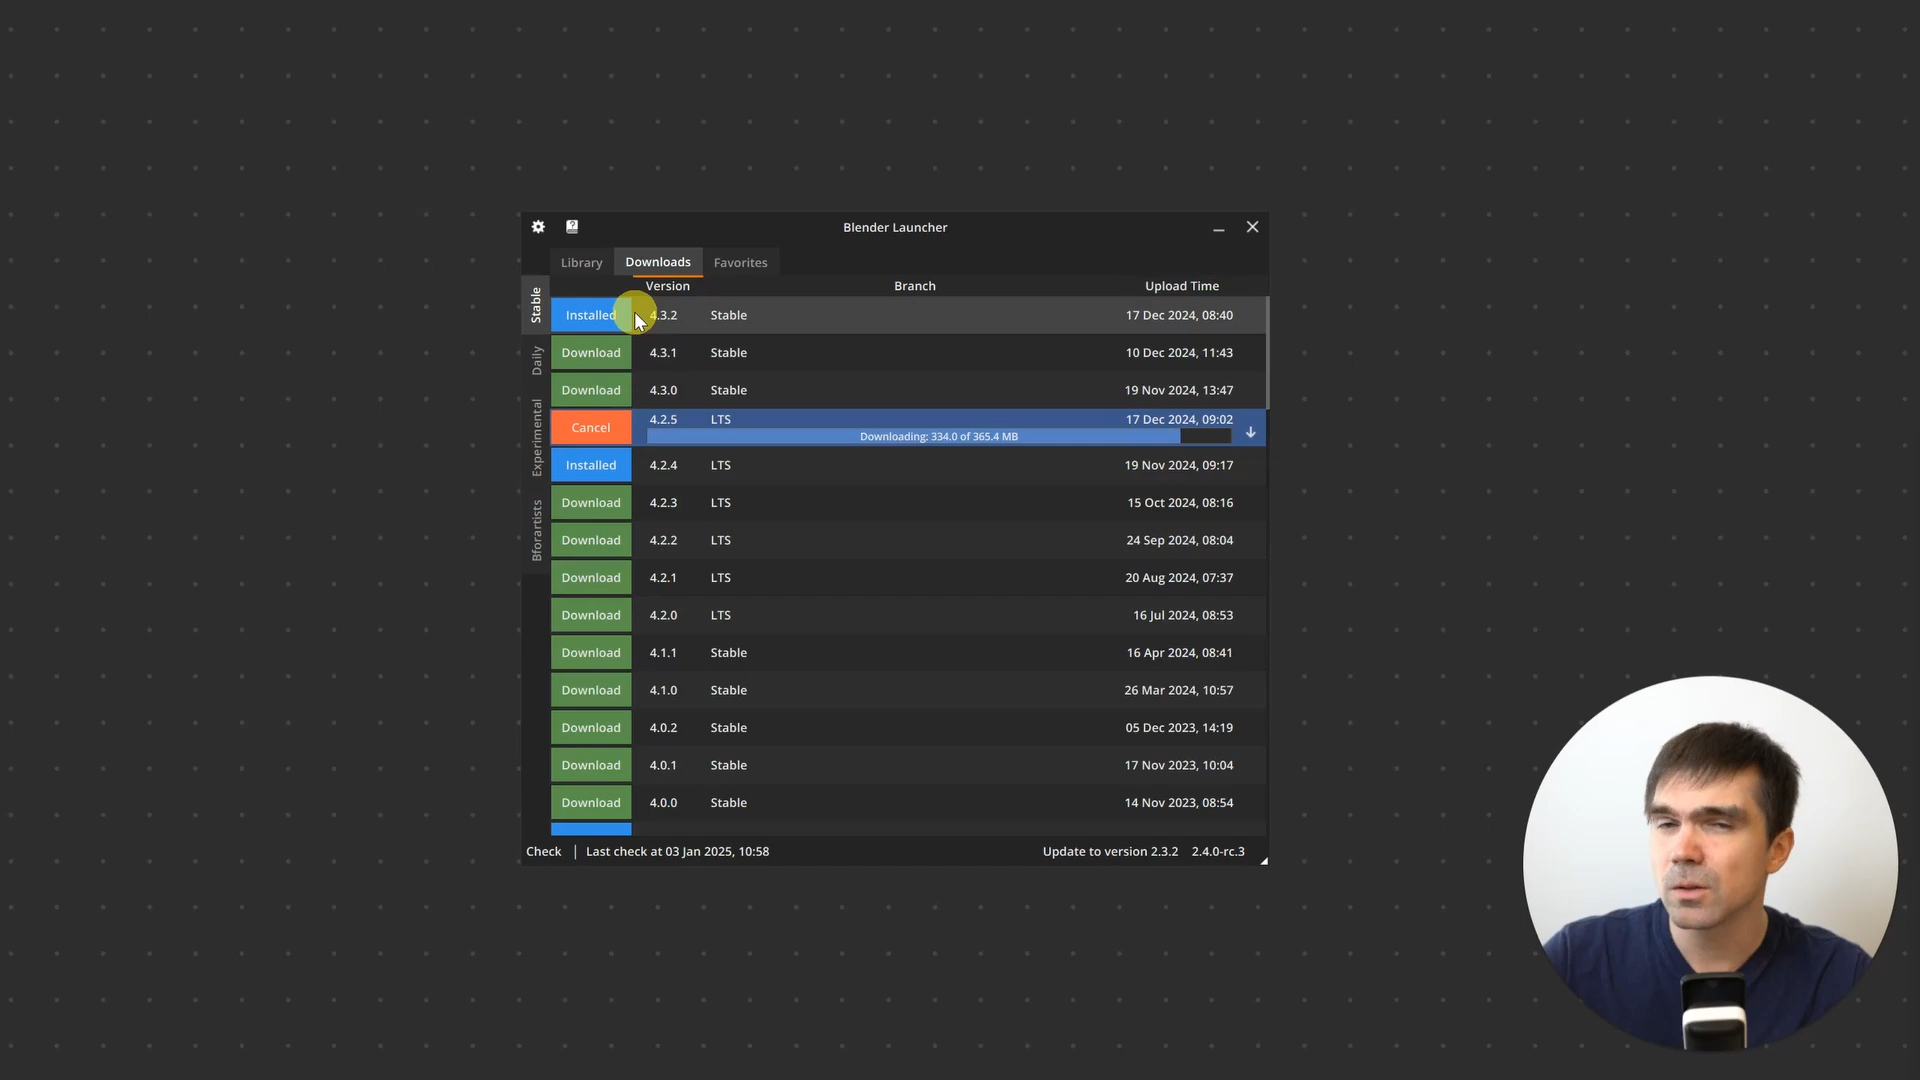 Blender Launcher
Library Downloads Favorites
Version Branch Upload Time
Stable
Daily
Experimental
Bforartists
Installed 4.3.2 Stable 17 Dec 2024, 08:40
Download 4.3.1 Stable 10 Dec 2024, 11:43
Download 4.3.0 Stable 19 Nov 2024, 13:47
Cancel 4.2.5 LTS 17 Dec 2024, 09:02
Downloading: 334.0 of 365.4 MB
Installed 4.2.4 LTS 19 Nov 2024, 09:17
Download 4.2.3 LTS 15 Oct 2024, 08:16
Download 4.2.2 LTS 24 Sep 2024, 08:04
Download 4.2.1 LTS 20 Aug 2024, 07:37
Download 4.2.0 LTS 16 Jul 2024, 08:53
Download 4.1.1 Stable 16 Apr 2024, 08:41
Download 4.1.0 Stable 26 Mar 2024, 10:57
Download 4.0.2 Stable 05 Dec 2023, 14:19
Download 4.0.1 Stable 17 Nov 2023, 10:04
Download 4.0.0 Stable 14 Nov 2023, 08:54
Check | Last check at 03 Jan 2025, 10:58 Update to version 2.3.2 2.4.0-rc.3